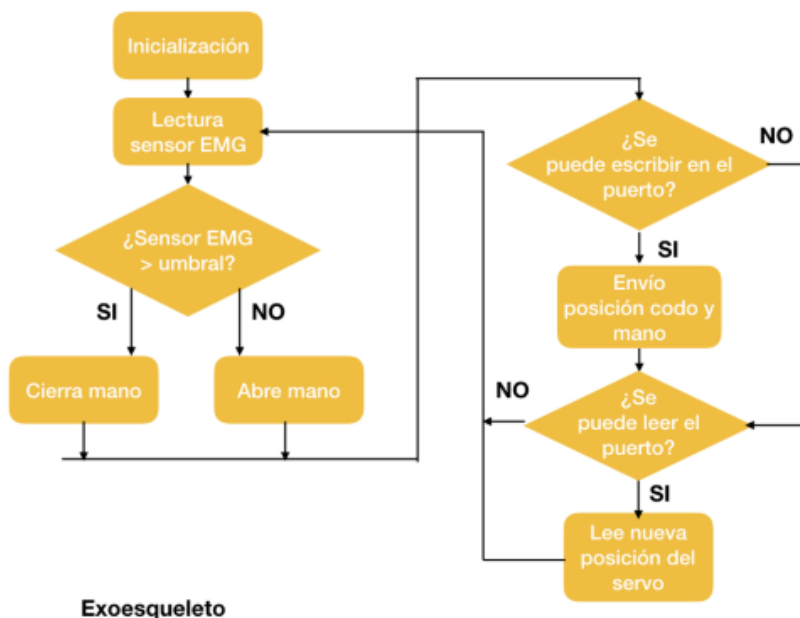 Inicialización
Lectura
sensor EMG
¿Sensor EMG
> umbral?
SI
NO
Cierra mano
Abre mano
¿Se
puede escribir en el
puerto?
NO
SI
Envío
posición codo y
mano
¿Se
puede leer el
puerto?
NO
SI
Lee nueva
posición del
servo
Exoesqueleto